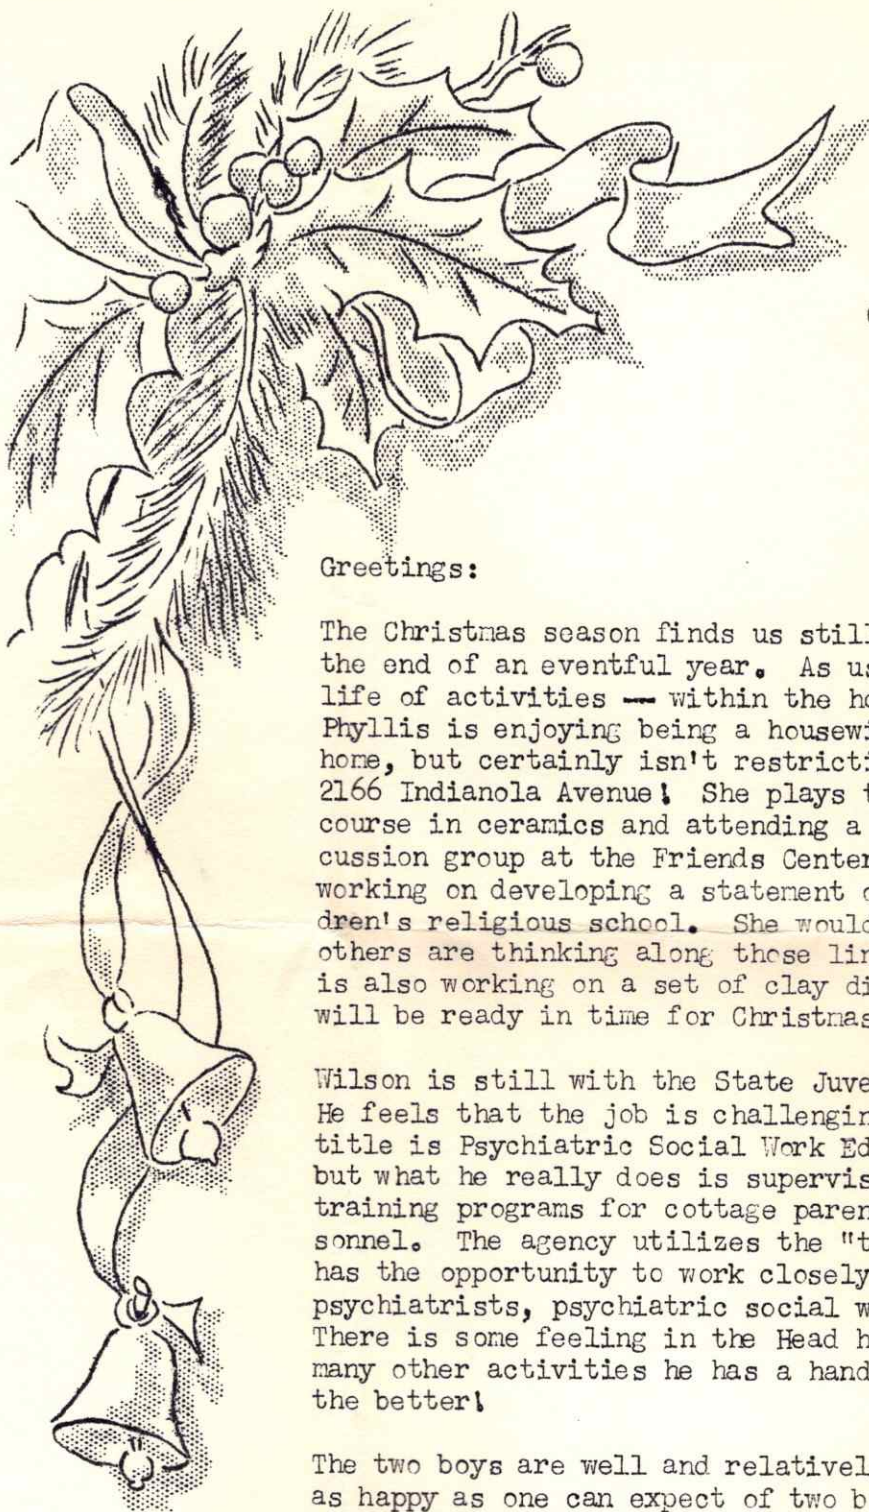 Greetings:
The Christmas season finds us still
the end of an eventful year. As us
life of activities -- within the ho
Phyllis is enjoying being a housewi
home, but certainly isn't restricti
2166 Indianola Avenue! She plays t
course in ceramics and attending a
cussion group at the Friends Center
working on developing a statement o
dren's religious school. She would
others are thinking along these lin
is also working on a set of clay di
will be ready in time for Christmas
Wilson is still with the State Juve
He feels that the job is challengin
title is Psychiatric Social Work Ed
but what he really does is supervis
training programs for cottage paren
sonnel. The agency utilizes the "t
has the opportunity to work closely
psychiatrists, psychiatric social w
There is some feeling in the Head h
many other activities he has a hand
the better!
The two boys are well and relativel
as happy as one can expect of two b